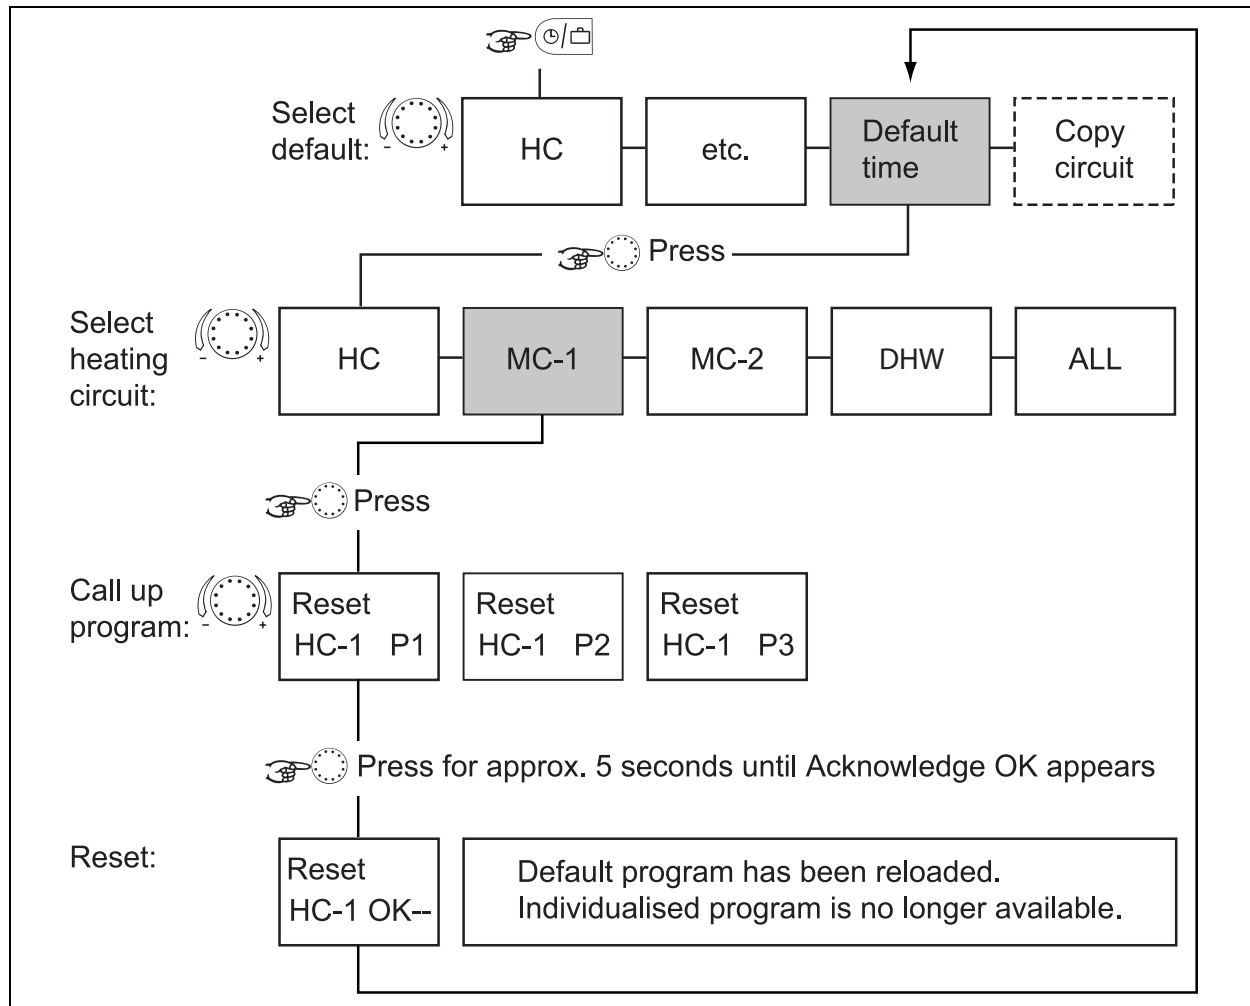 Select
default:
- +
HC
etc.
Default
time
Copy
circuit
Press
Select
heating
circuit:
- +
HC
MC-1
MC-2
DHW
ALL
Press
Call up
program:
- +
Reset
HC-1 P1
Reset
HC-1 P2
Reset
HC-1 P3
Press for approx. 5 seconds until Acknowledge OK appears
Reset:
Reset
HC-1 OK--
Default program has been reloaded.
Individualised program is no longer available.